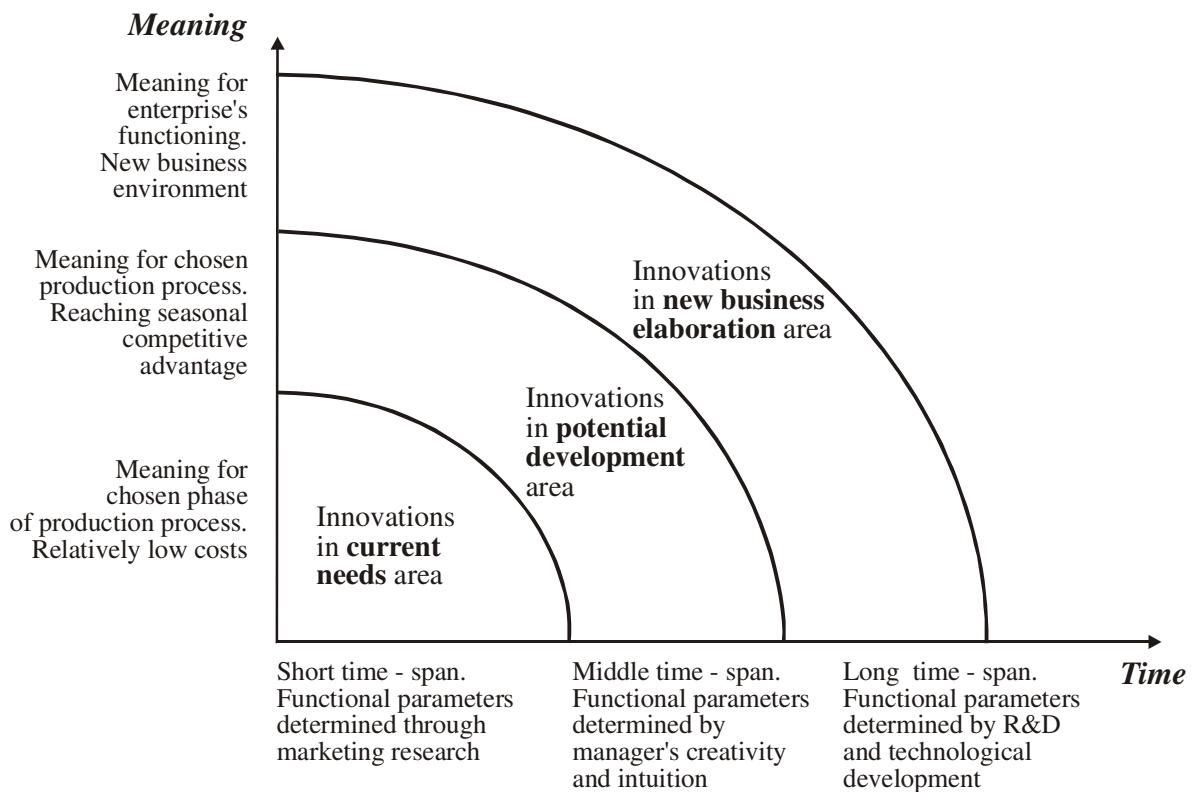 Meaning
Meaning for
enterprise's
functioning.
New business
environment
Meaning for chosen
production process.
Reaching seasonal
competitive
advantage
Meaning for
chosen phase
of production process.
Relatively low costs
Innovations
in new business
elaboration area
Innovations
in potential
development
area
Innovations
in current
needs area
Short time - span.
Functional parameters
determined through
marketing research
Middle time - span.
Functional parameters
determined by
manager's creativity
and intuition
Long time - span.
Functional parameters
determined by R&D
and technological
development
Time